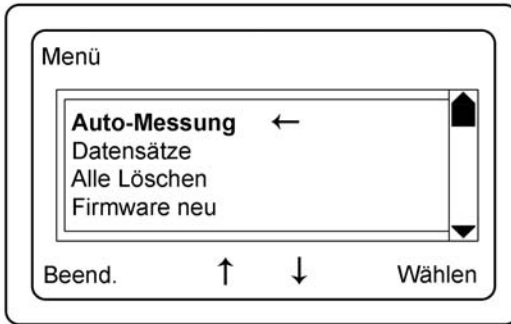 Menü
Auto-Messung ←
Datensätze
Alle Löschen
Firmware neu
Beend. ↑ ↓ Wählen